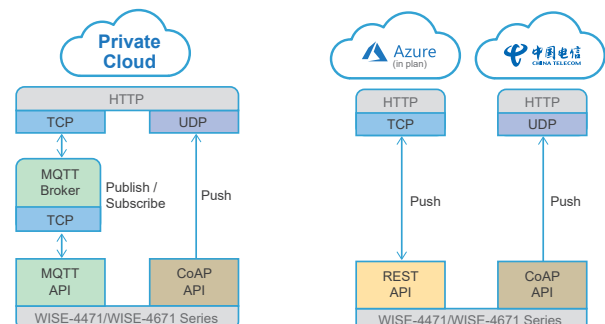 Private
Cloud
HTTP
TCP
UDP
MQTT
Broker
Publish /
Subscribe
Push
TCP
MQTT
API
CoAP
API
WISE-4471/WISE-4671 Series
Azure
(in plan)
中国电信
CHINA TELECOM
HTTP
HTTP
TCP
UDP
Push
Push
REST
API
CoAP
API
WISE-4471/WISE-4671 Series